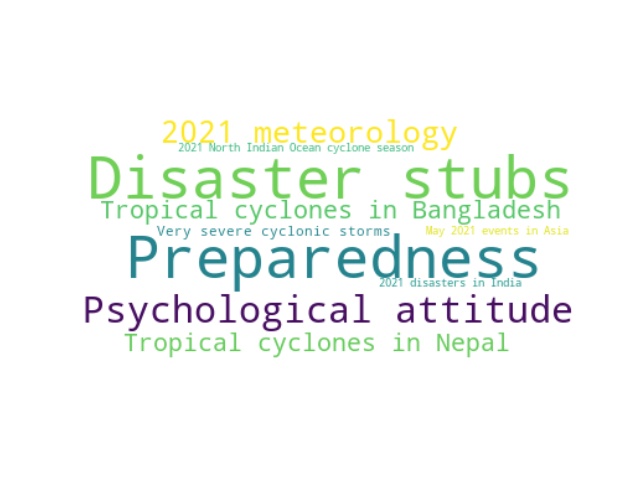 2021 meteorology
2021 North Indian Ocean cyclone season
Disaster stubs
Tropical cyclones in Bangladesh
Very severe cyclonic storms
May 2021 events in Asia
Preparedness
2021 disasters in India
Psychological attitude
Tropical cyclones in Nepal